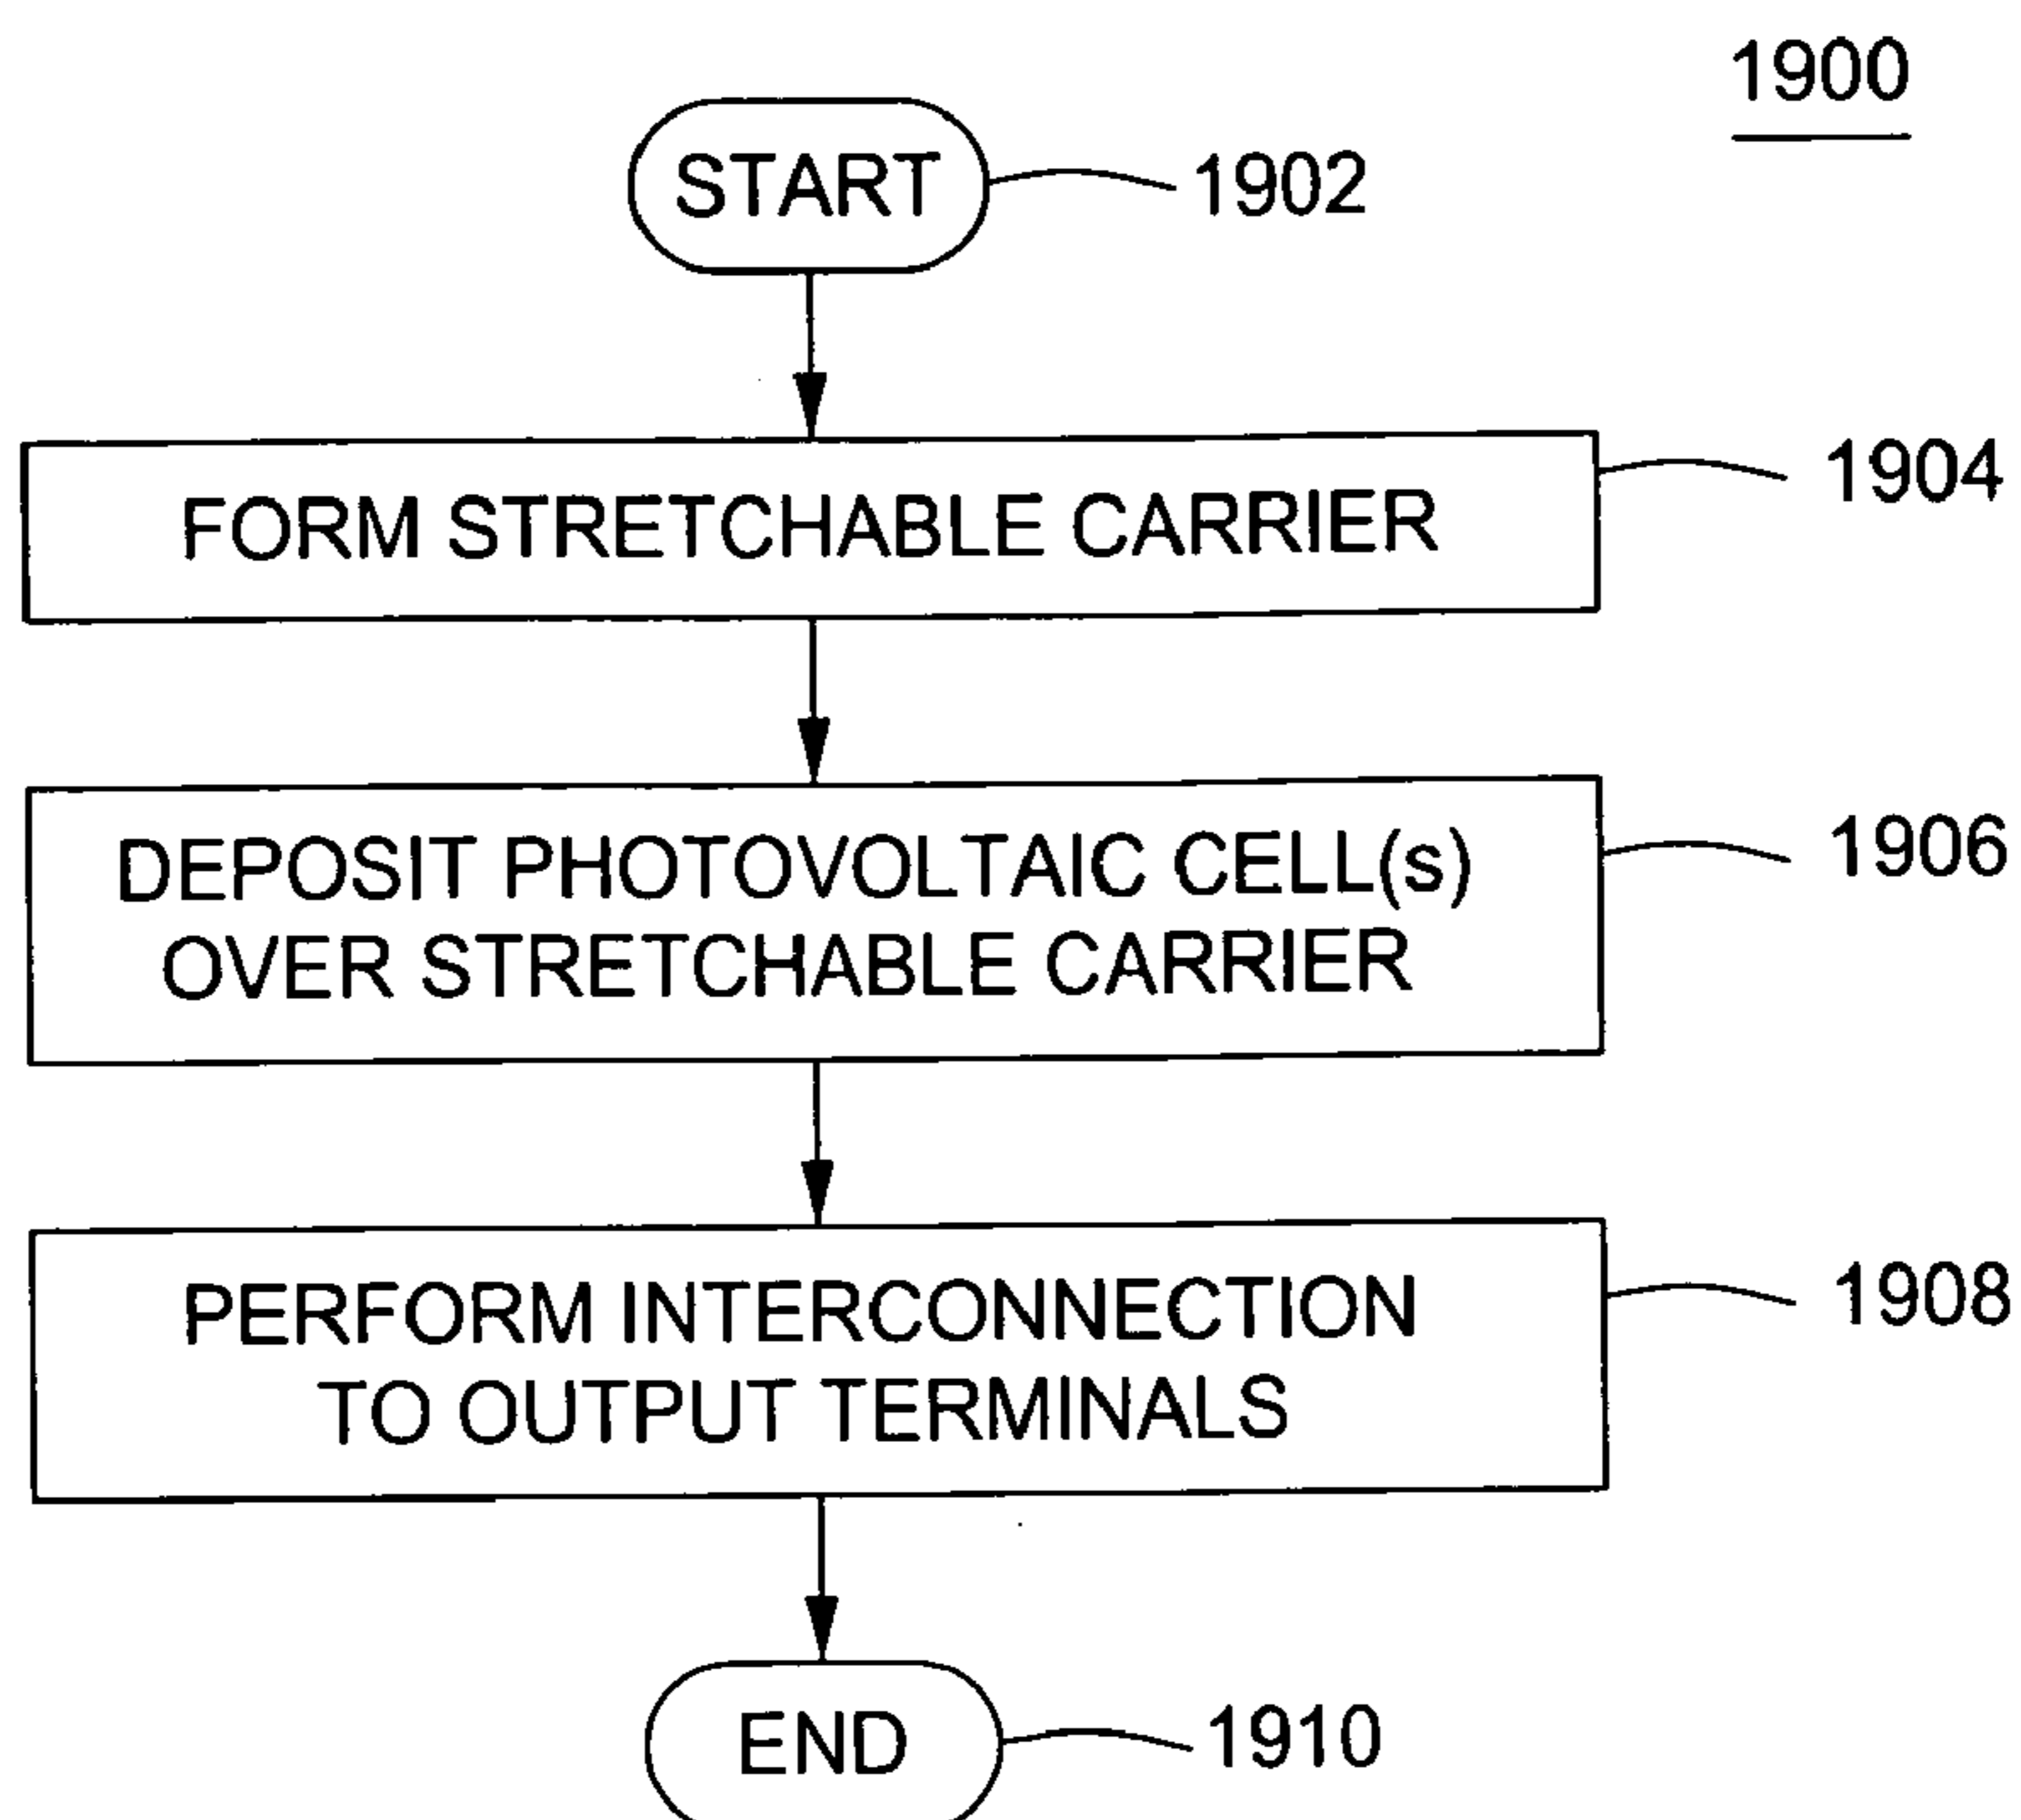 1900
START
1902
FORM STRETCHABLE CARRIER
1904
DEPOSIT PHOTOVOLTAIC CELL(s)
OVER STRETCHABLE CARRIER
1906
PERFORM INTERCONNECTION
TO OUTPUT TERMINALS
1908
END
1910